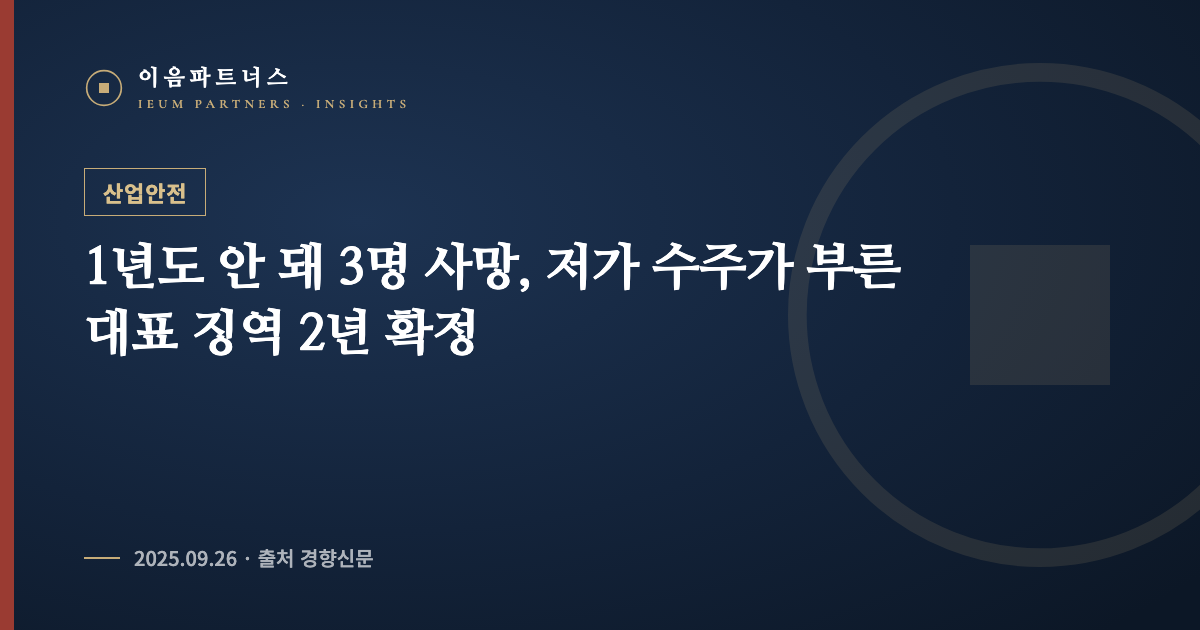 이음파트너스
IEUM PARTNERS · INSIGHTS
산업안전
1년도 안 돼 3명 사망, 저가 수주가 부른
대표 징역 2년 확정
2025.09.26 · 출처 경향신문